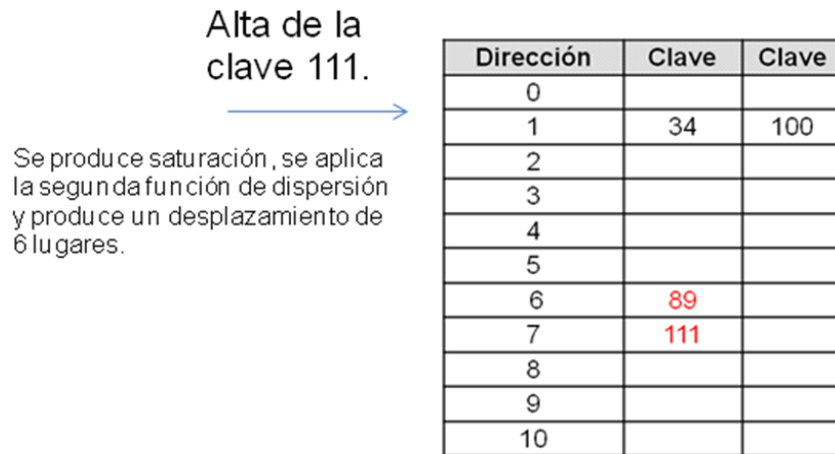 Alta de la
clave 111.
Se produce saturación, se aplica
la segunda función de dispersión
y produce un desplazamiento de
6 lugares.
Dirección Clave Clave
0
1 34 100
2
3
4
5
6 89
7 111
8
9
10